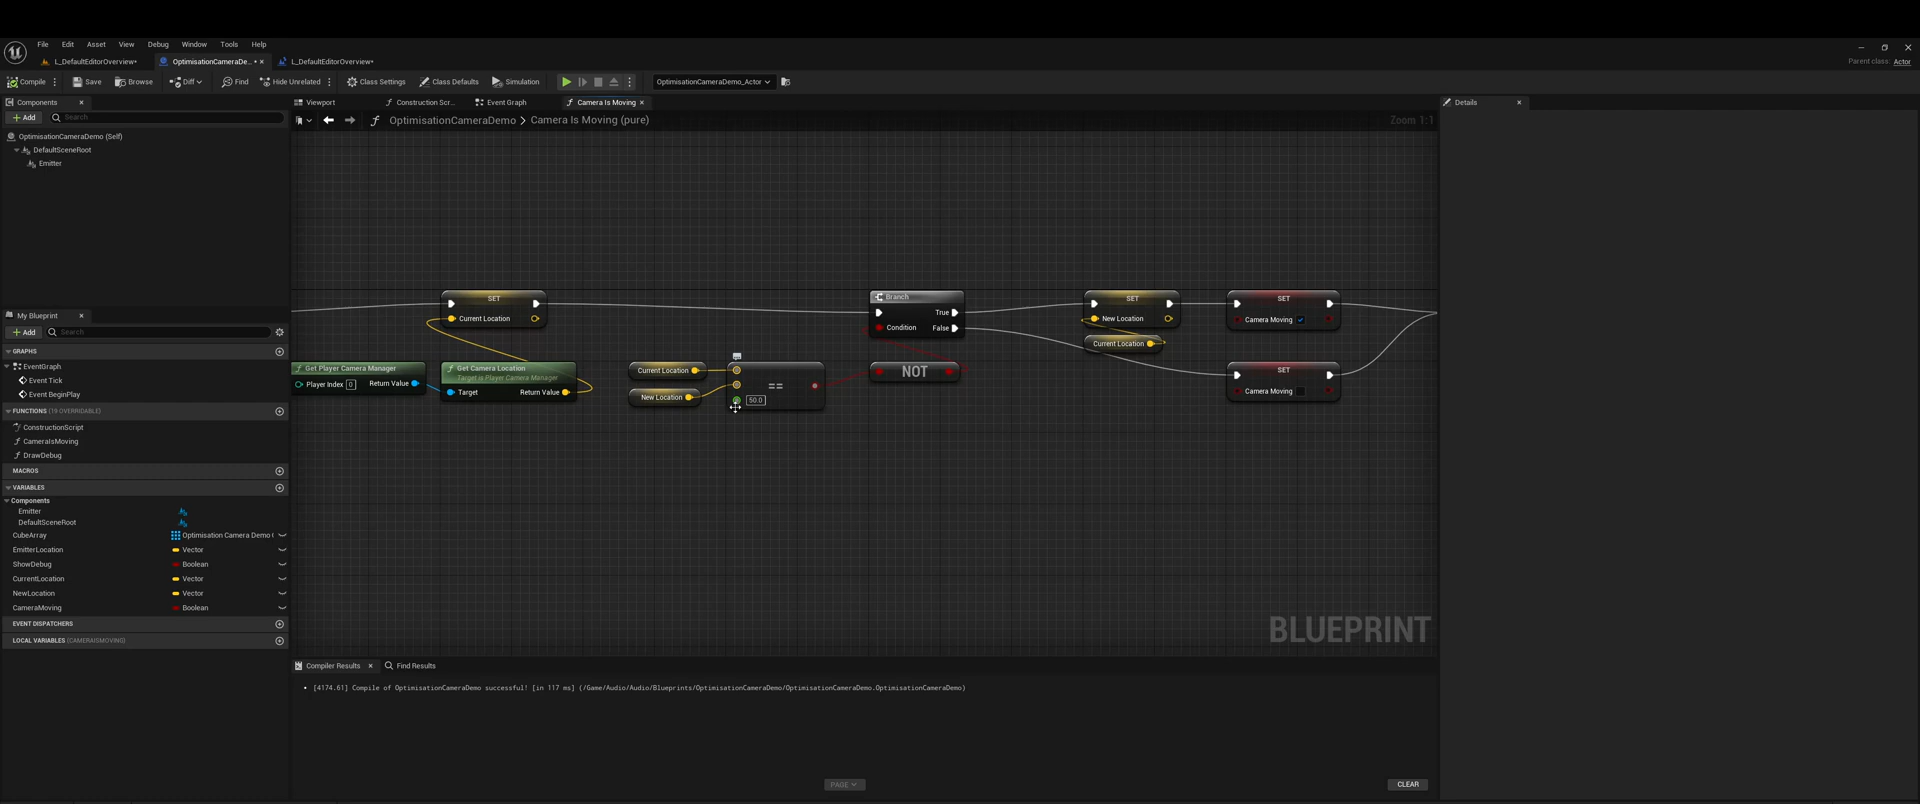 File Edit Asset View Debug Window Tools Help
L_DefaultEditorOverview* OptimisationCameraDe... L_DefaultEditorOverview*
Parent class: Actor
Compile Save Browse Diff Find Hide Unrelated Class Settings Class Defaults Simulation OptimisationCameraDemo_Actor
Components
Add Search
OptimisationCameraDemo (Self)
DefaultSceneRoot
Emitter
My Blueprint
Add Search
GRAPHS
EventGraph
Event Tick
Event BeginPlay
FUNCTIONS (19 OVERRIDABLE)
ConstructionScript
CameraIsMoving
DrawDebug
MACROS
VARIABLES
Components
Emitter
DefaultSceneRoot
CubeArray Optimisation Camera Demo
EmitterLocation Vector
ShowDebug Boolean
CurrentLocation Vector
NewLocation Vector
CameraMoving Boolean
EVENT DISPATCHERS
LOCAL VARIABLES (CAMERAISMOVING)
Viewport Construction Scr... Event Graph Camera Is Moving
OptimisationCameraDemo > Camera Is Moving (pure)
Zoom 1:1
SET
Current Location
Get Player Camera Manager
Player Index 0 Return Value
Get Camera Location
Target is Player Camera Manager
Target Return Value
Current Location
New Location
==
50.0
Branch
True
Condition False
NOT
SET
New Location
Current Location
SET
Camera Moving
SET
Camera Moving
BLUEPRINT
Compiler Results Find Results
[4174.61] Compile of OptimisationCameraDemo successful! [in 117 ms] (/Game/Audio/Audio/Blueprints/OptimisationCameraDemo/OptimisationCameraDemo.OptimisationCameraDemo)
PAGE
CLEAR
Details